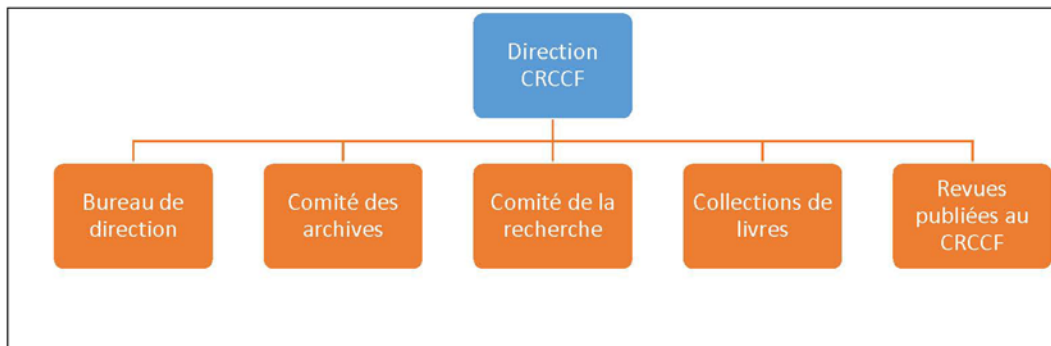 Direction
CRCCF
Bureau de
direction
Comité des
archives
Comité de la
recherche
Collections de
livres
Revues
publiées au
CRCCF